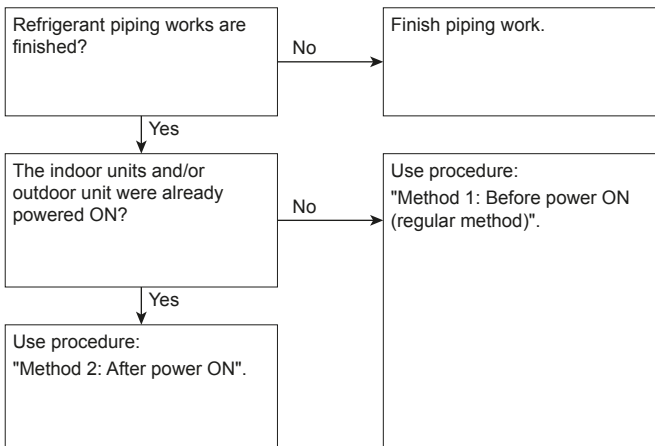 Refrigerant piping works are
finished?
No
Finish piping work.
Yes
The indoor units and/or
outdoor unit were already
powered ON?
No
Use procedure:
"Method 1: Before power ON
(regular method)".
Yes
Use procedure:
"Method 2: After power ON".